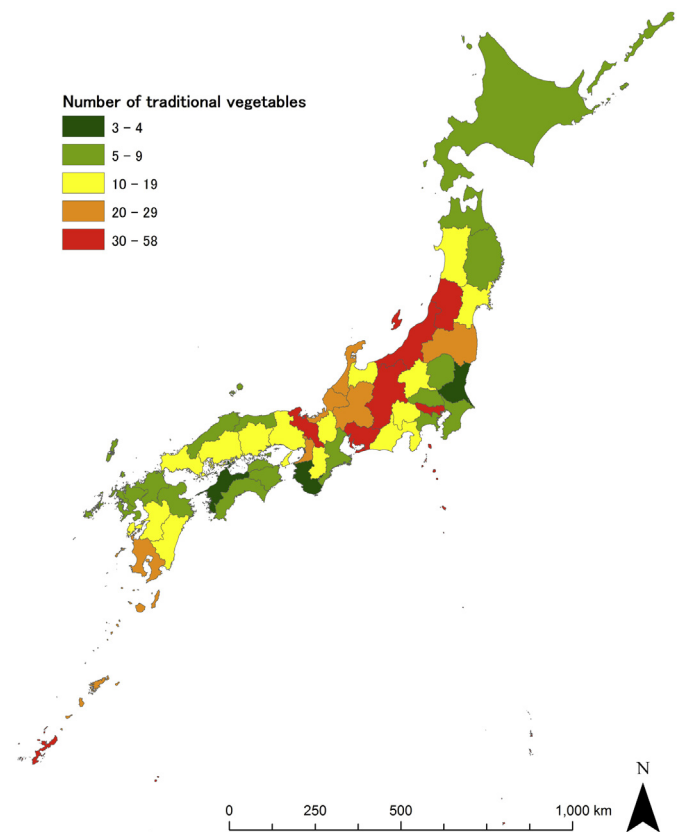 Number of traditional vegetables
3 - 4
5 - 9
10 - 19
20 - 29
30 - 58
N
0 250 500 1,000 km